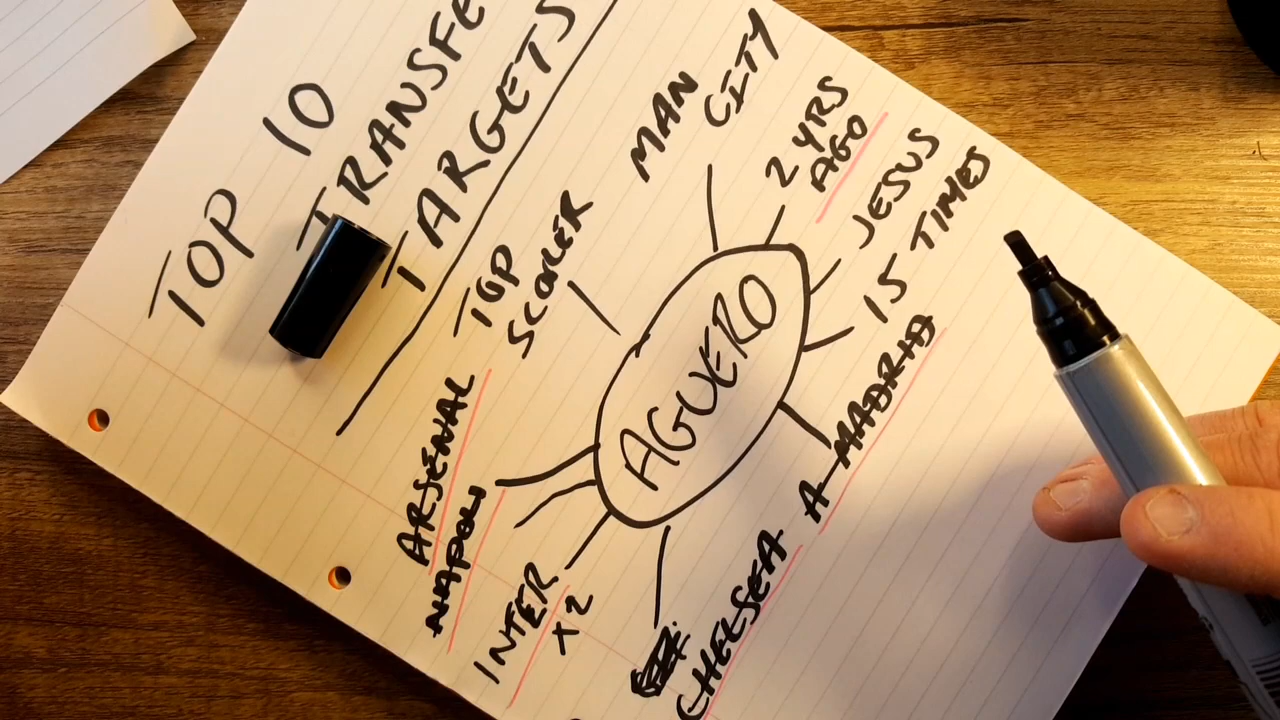 TOP 10
TRANSFE
TARGETS
MAN
CITY
2 YRS
AGO
JESUS
15 TIMES
TOP
SCORER
AGUERO
A MADRID
ARSENAL
NAPOLI
INTER
X2
CHELSEA